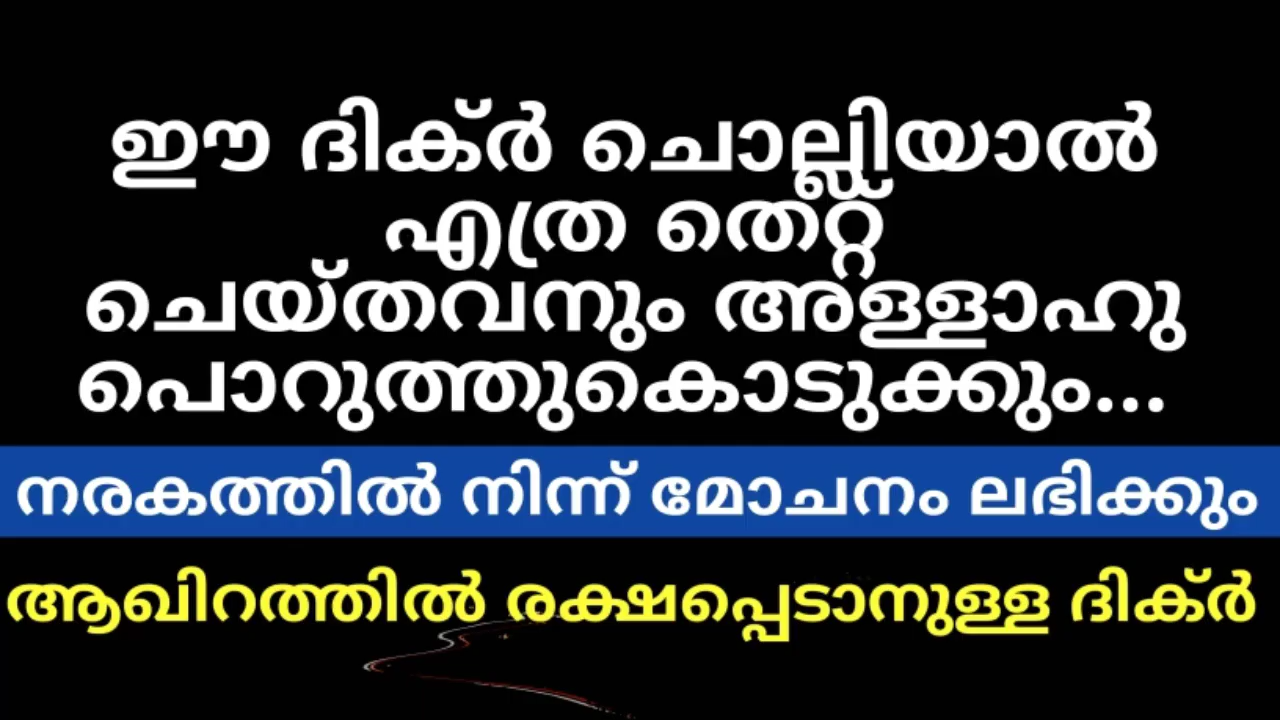 ഈ ദിക്ർ ചൊല്ലിയാൽ
എത്ര തെറ്റ്
ചെയ്തവനും അള്ളാഹു
പൊറുത്തുകൊടുക്കും...
നരകത്തിൽ നിന്ന് മോചനം ലഭിക്കും
ആഖിറത്തിൽ രക്ഷപ്പെടാനുള്ള ദിക്ർ